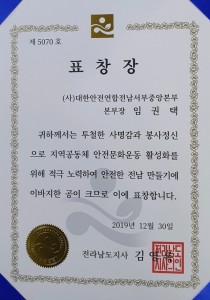 제 5070 호
표 창 장
(사)대한안전연합전남서부중앙본부
본부장 임 권 택
귀하께서는 투철한 사명감과 봉사정신
으로 지역공동체 안전문화운동 활성화를
위해 적극 노력하여 안전한 전남 만들기에
이바지한 공이 크므로 이에 표창합니다.
2019년 12월 30일
전라남도지사 김 영 록